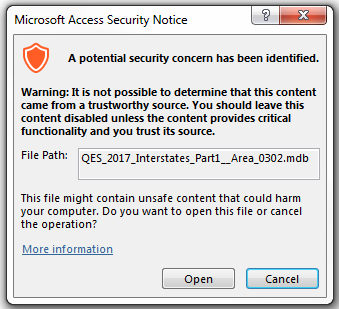 Microsoft Access Security Notice
A potential security concern has been identified.
Warning: It is not possible to determine that this content
came from a trustworthy source. You should leave this
content disabled unless the content provides critical
functionality and you trust its source.
File Path: QES_2017_Interstates_Part1__Area_0302.mdb
This file might contain unsafe content that could harm
your computer. Do you want to open this file or cancel
the operation?
More information
Open Cancel